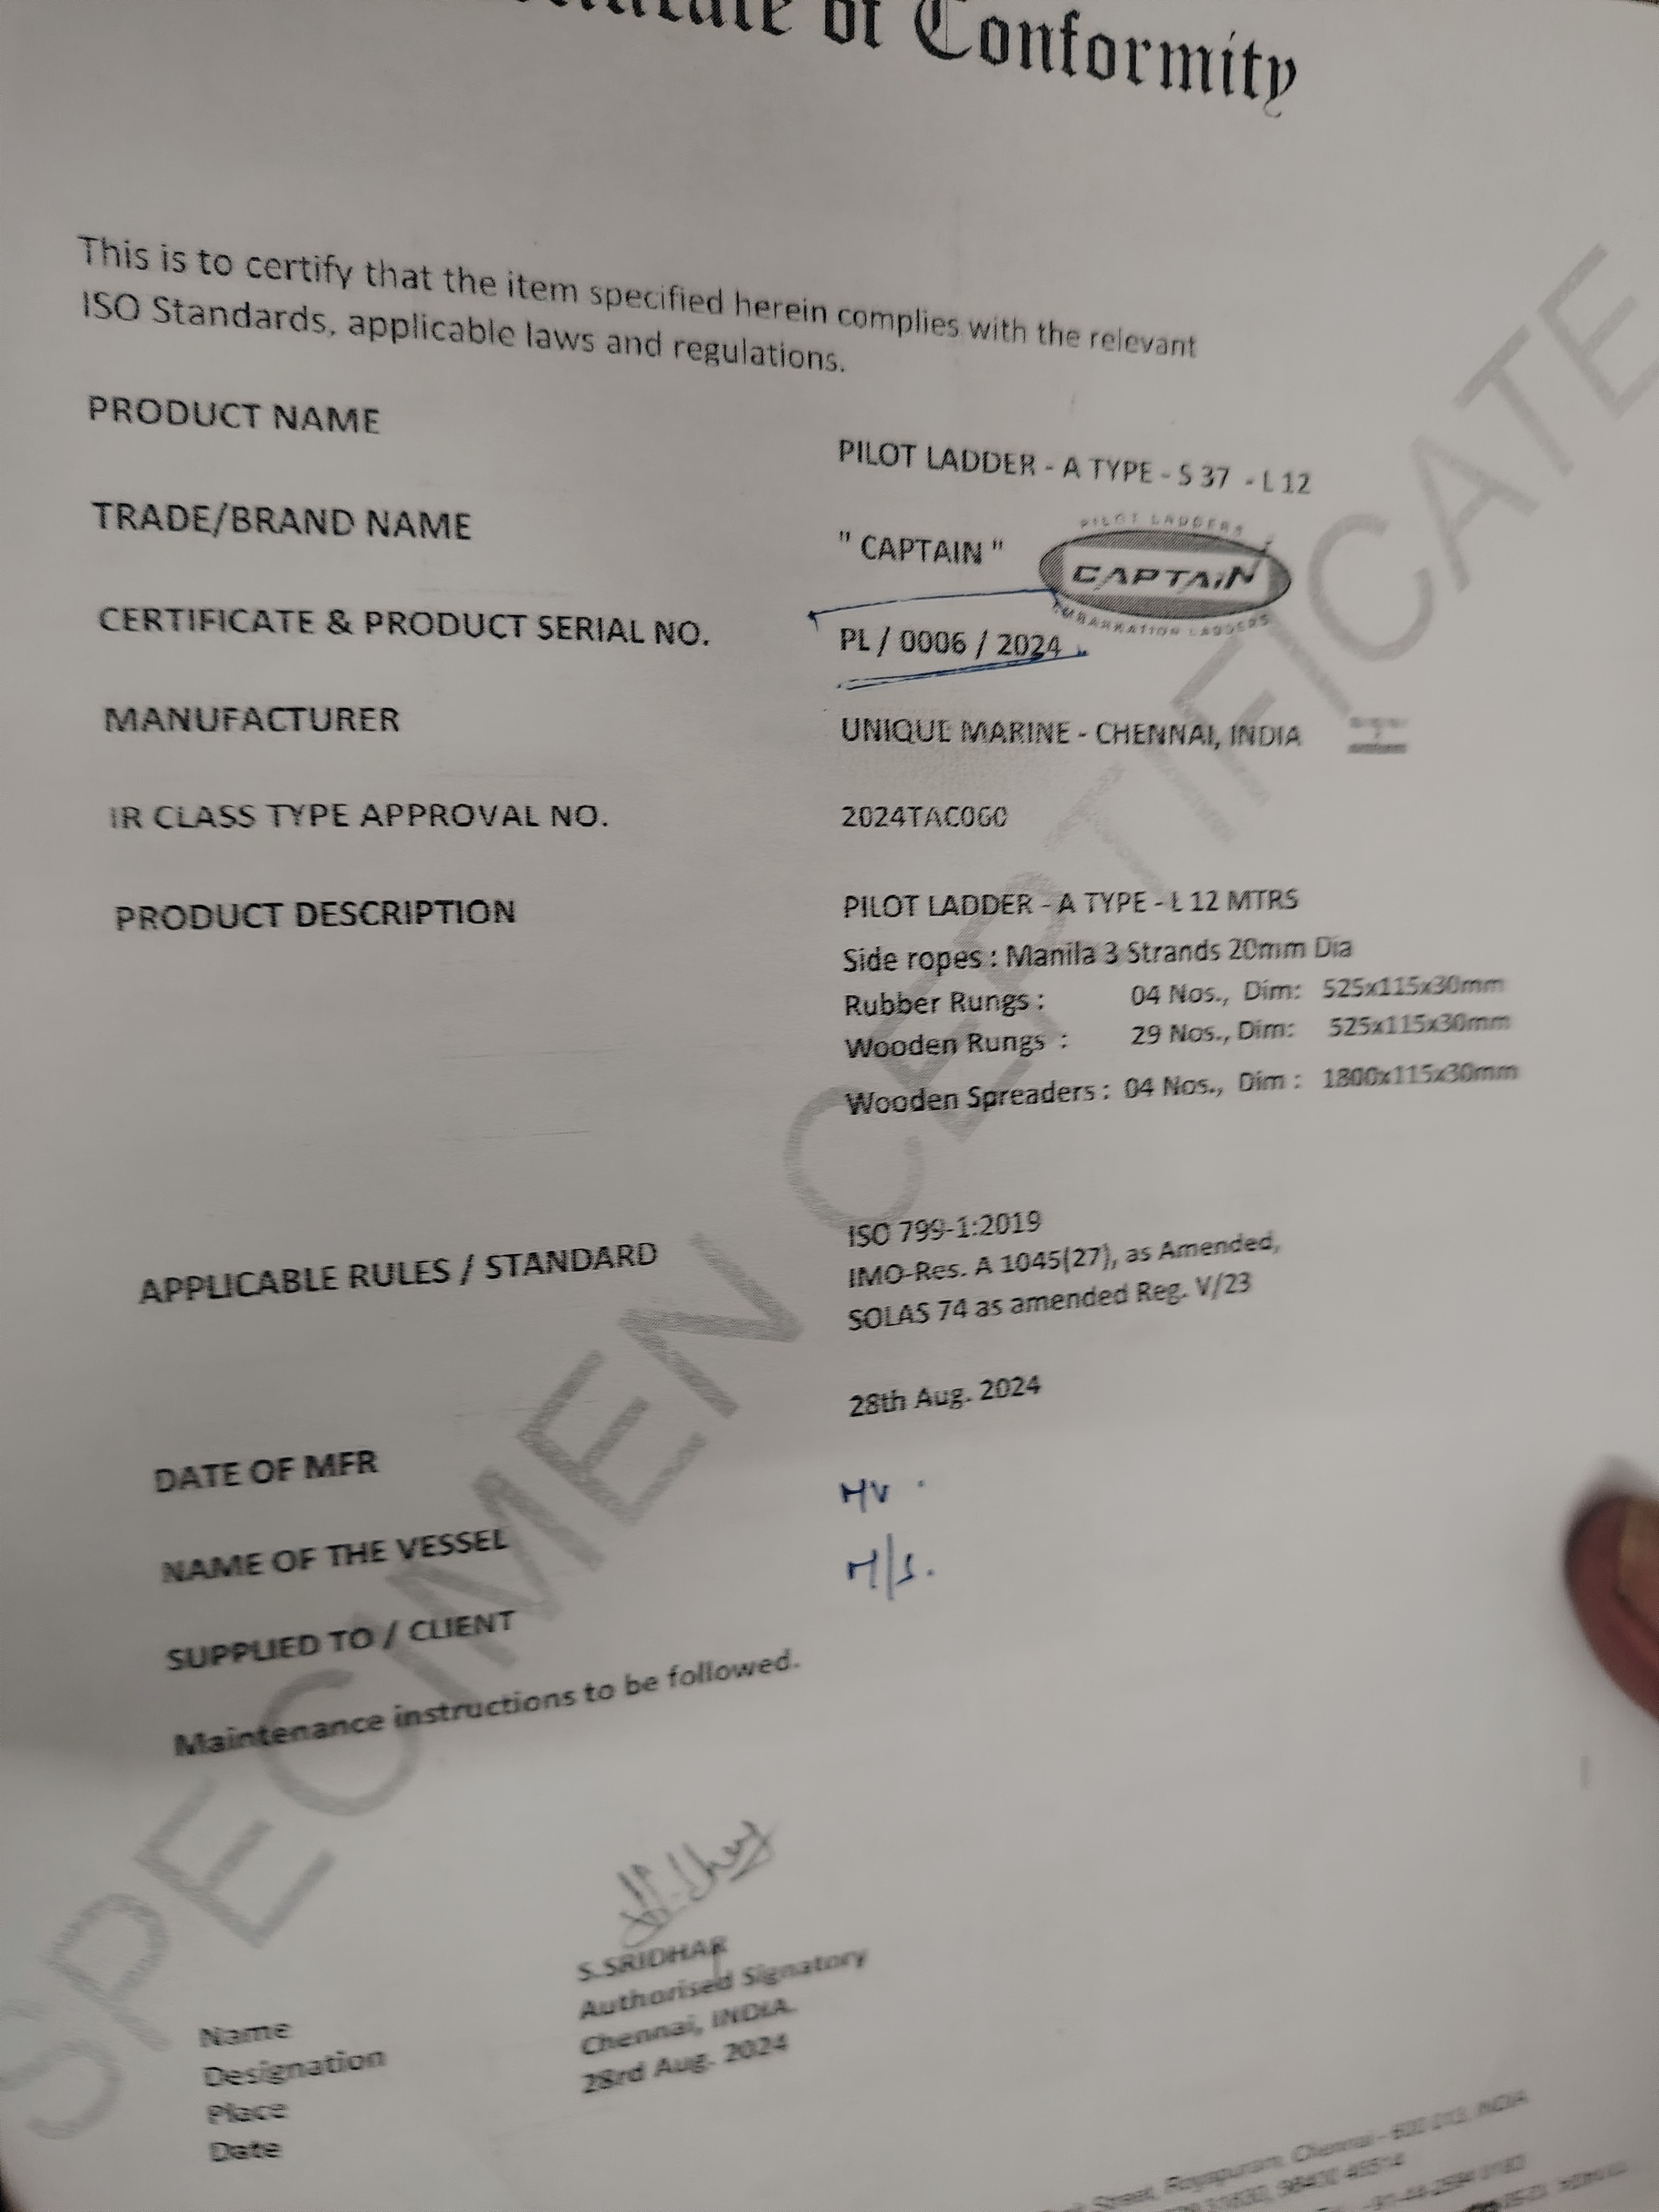 of Conformity
This is to certify that the item specified herein complies with the relevant
ISO Standards, applicable laws and regulations.
PRODUCT NAME PILOT LADDER - A TYPE - S 37 - L 12
TRADE/BRAND NAME " CAPTAIN "
PILOT LADDERS
CAPTAIN
EMBARKATION LADDERS
CERTIFICATE & PRODUCT SERIAL NO. PL / 0006 / 2024
MANUFACTURER UNIQUE MARINE - CHENNAI, INDIA
IR CLASS TYPE APPROVAL NO. 2024TAC060
PRODUCT DESCRIPTION PILOT LADDER - A TYPE - L 12 MTRS
Side ropes : Manila 3 Strands 20mm Dia
Rubber Rungs : 04 Nos., Dim: 525x115x30mm
Wooden Rungs : 29 Nos., Dim: 525x115x30mm
Wooden Spreaders : 04 Nos., Dim : 1800x115x30mm
APPLICABLE RULES / STANDARD ISO 799-1:2019
IMO-Res. A 1045(27), as Amended,
SOLAS 74 as amended Reg. V/23
DATE OF MFR 28th Aug. 2024
NAME OF THE VESSEL MV
SUPPLIED TO / CLIENT M/S.
Maintenance instructions to be followed.
Name S.SRIDHAR
Designation Authorised Signatory
Place Chennai, INDIA.
Date 28rd Aug. 2024
SPECIMEN CERTIFICATE
Street, Royapuram, Chennai - 600 013, INDIA